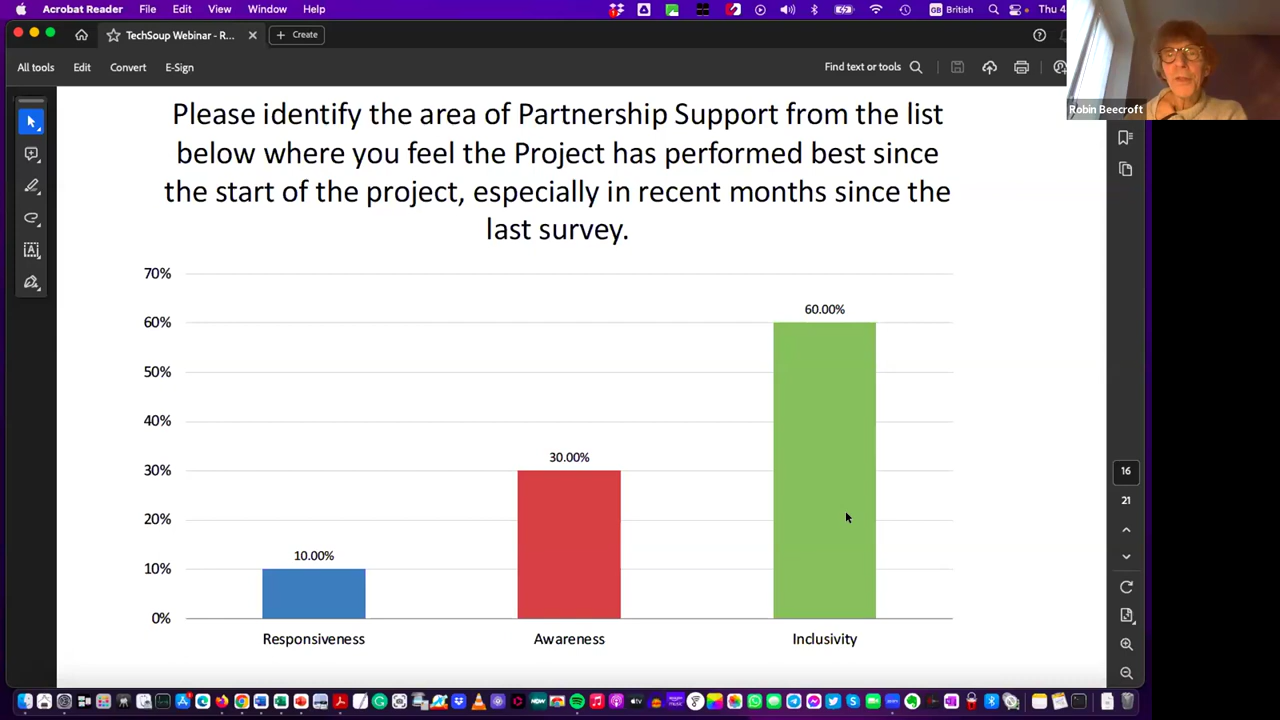 Acrobat Reader File Edit View Window Help British Thu 4
TechSoup Webinar - R... Create
All tools Edit Convert E-Sign Find text or tools
Robin Beecroft
Please identify the area of Partnership Support from the list
below where you feel the Project has performed best since
the start of the project, especially in recent months since the
last survey.
70%
60%
50%
40%
30%
20%
10%
0%
10.00%
30.00%
60.00%
Responsiveness Awareness Inclusivity
16
21